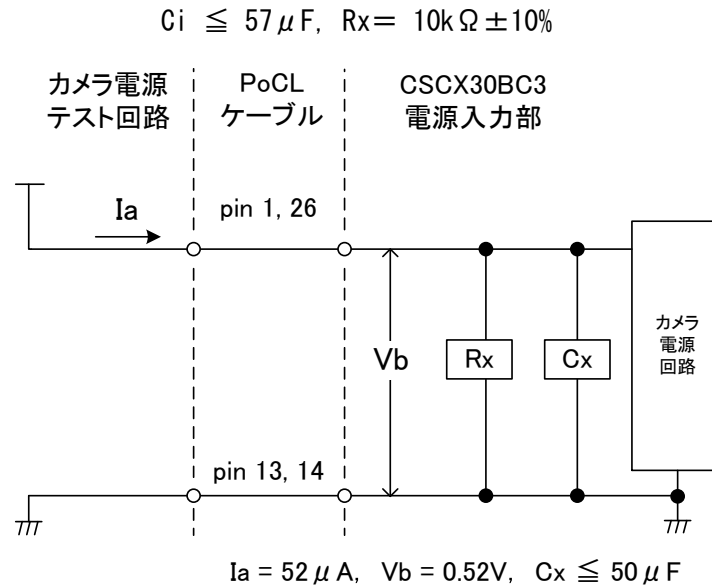 Ci ≦ 57μF, Rx= 10kΩ±10%
カメラ電源
テスト回路
PoCL
ケーブル
CSCX30BC3
電源入力部
Ia
pin 1, 26
Vb
Rx
Cx
カメラ
電源
回路
pin 13, 14
Ia = 52μA, Vb = 0.52V, Cx ≦ 50μF